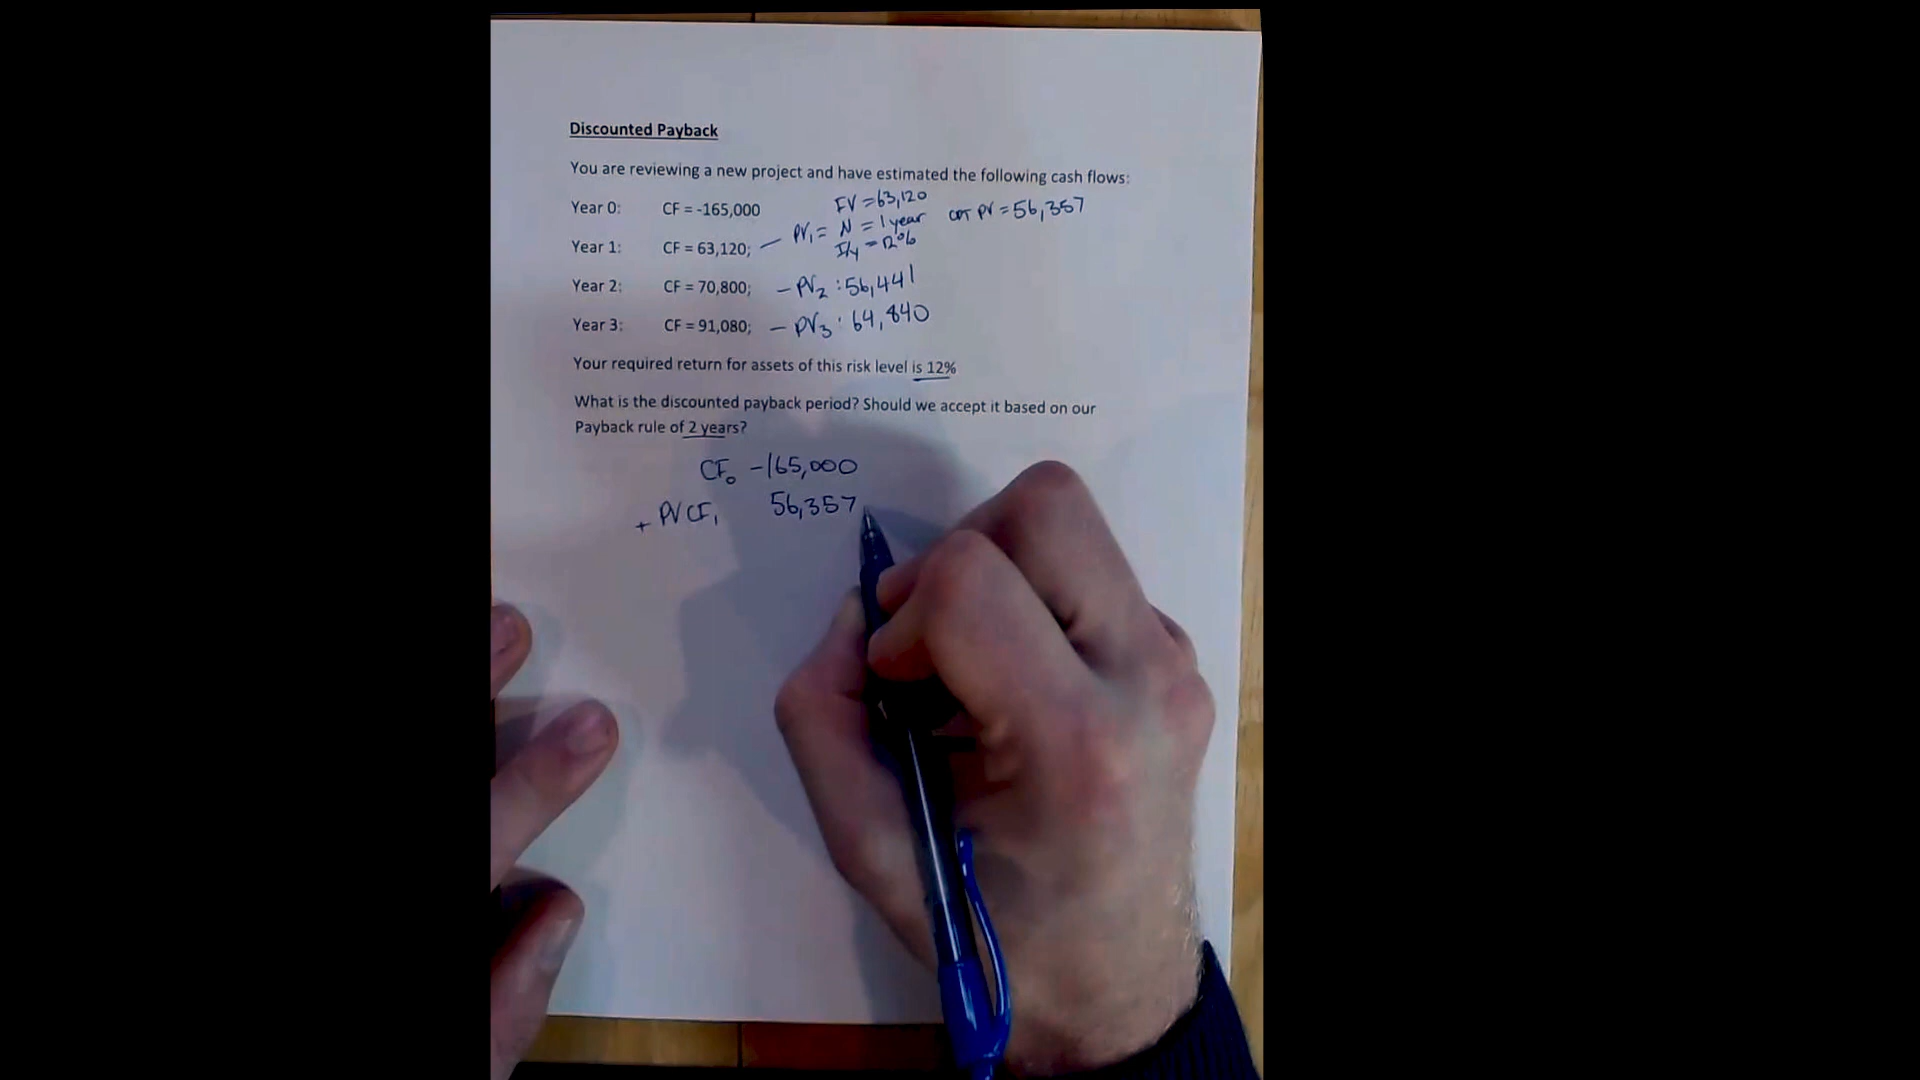 Discounted Payback
You are reviewing a new project and have estimated the following cash flows:
Year 0: CF = -165,000
FV = 63,120
Year 1: CF = 63,120; — PV1 = N = 1 year CPT PV = 56,357
I/y = 12%
Year 2: CF = 70,800; — PV2 : 56,441
Year 3: CF = 91,080; — PV3 : 64,840
Your required return for assets of this risk level is 12%
What is the discounted payback period? Should we accept it based on our
Payback rule of 2 years?
CF0 -165,000
+ PVCF1 56,357